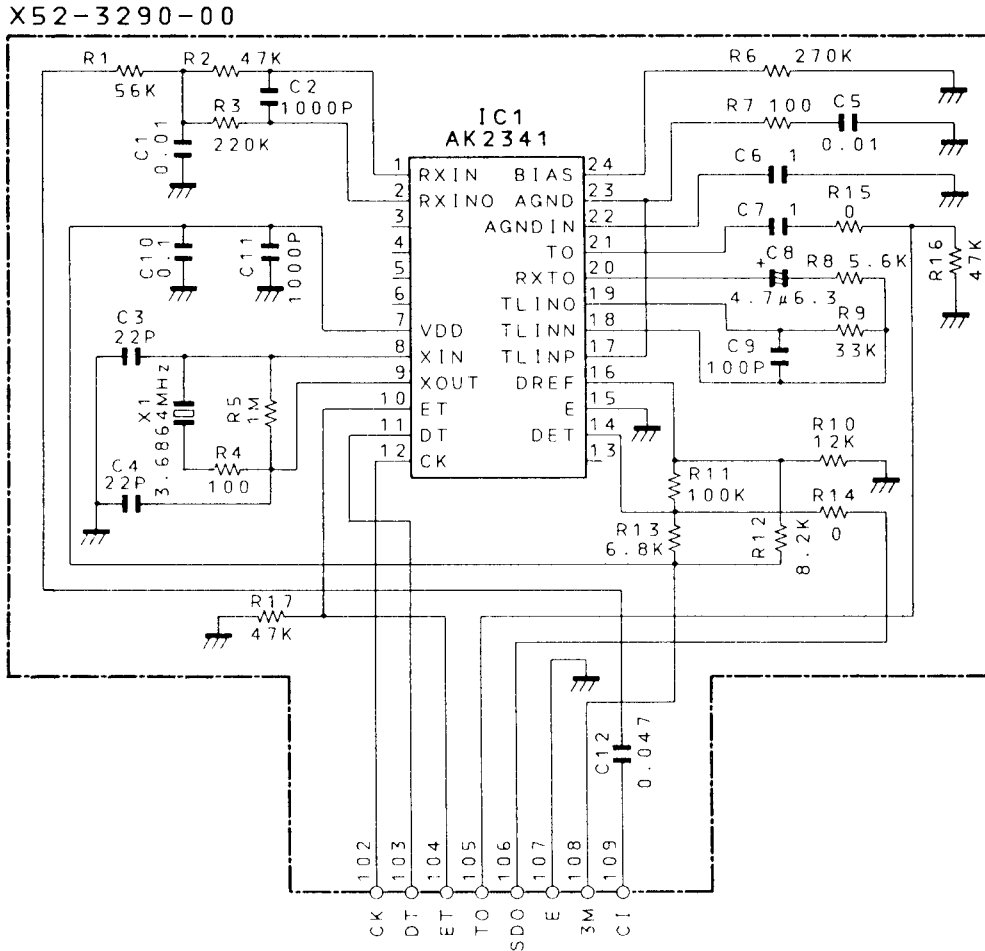 X52-3290-00
R1
56K
R2 47K
C2
1000P
R3
220K
C1
0.01
R6 270K
R7 100
C5
0.01
IC1
AK2341
C6 1
C7 1
R15
0
C8
+
4.7μ6.3
R8 5.6K
R16
47K
R9
33K
C9
100P
C10
0.1
C11
1000P
1 RXIN
2 RXINO
3
4
5
6
7 VDD
8 XIN
9 XOUT
10 ET
11 DT
12 CK
BIAS 24
AGND 23
AGNDIN 22
TO 21
RXTO 20
TLINO 19
TLINN 18
TLINP 17
DREF 16
E 15
DET 14
13
C3
22P
X1
3.6864MHz
R5
1M
R4
100
C4
22P
R10
12K
R11
100K
R14
0
R13
6.8K
R12
8.2K
R17
47K
C12
0.047
102
103
104
105
106
107
108
109
CK
DT
ET
TO
SDO
E
3M
CI